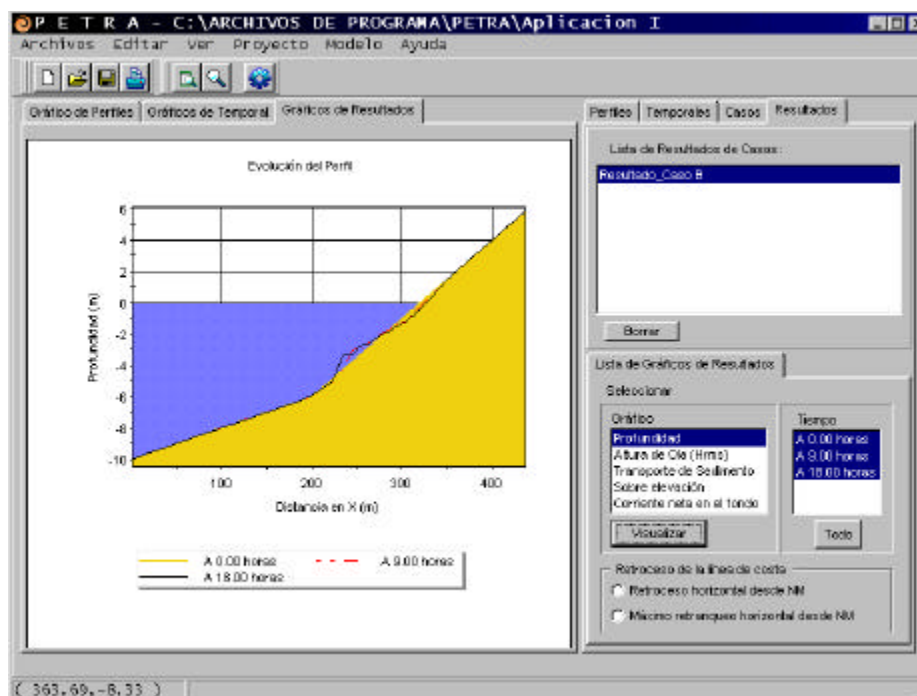 P E T R A - C:\ARCHIVOS DE PROGRAMA\PETRA\Aplicacion I
Archivos Editar Ver Proyecto Modelo Ayuda
Gráfico de Perfiles Gráficos de Temporal Gráficos de Resultados
Perfiles Temporales Casos Resultados
Evolución del Perfil
Profundidad (m)
6
4
2
0
-2
-4
-6
-8
-10
100 200 300 400
Distancia en X (m)
A 0.00 horas A 9.00 horas
A 18.00 horas
Lista de Resultados de Casos:
Resultado_Caso B
Borrar
Lista de Gráficos de Resultados
Seleccionar
Gráfico
Profundidad
Altura de Ola (Hrms)
Transporte de Sedimento
Sobre elevación
Corriente neta en el fondo
Visualizar
Tiempo
A 0.00 horas
A 9.00 horas
A 18.00 horas
Todo
Retroceso de la línea de costa
Retroceso horizontal desde NM
Máximo retranqueo horizontal desde NM
( 363.69,-8.33 )